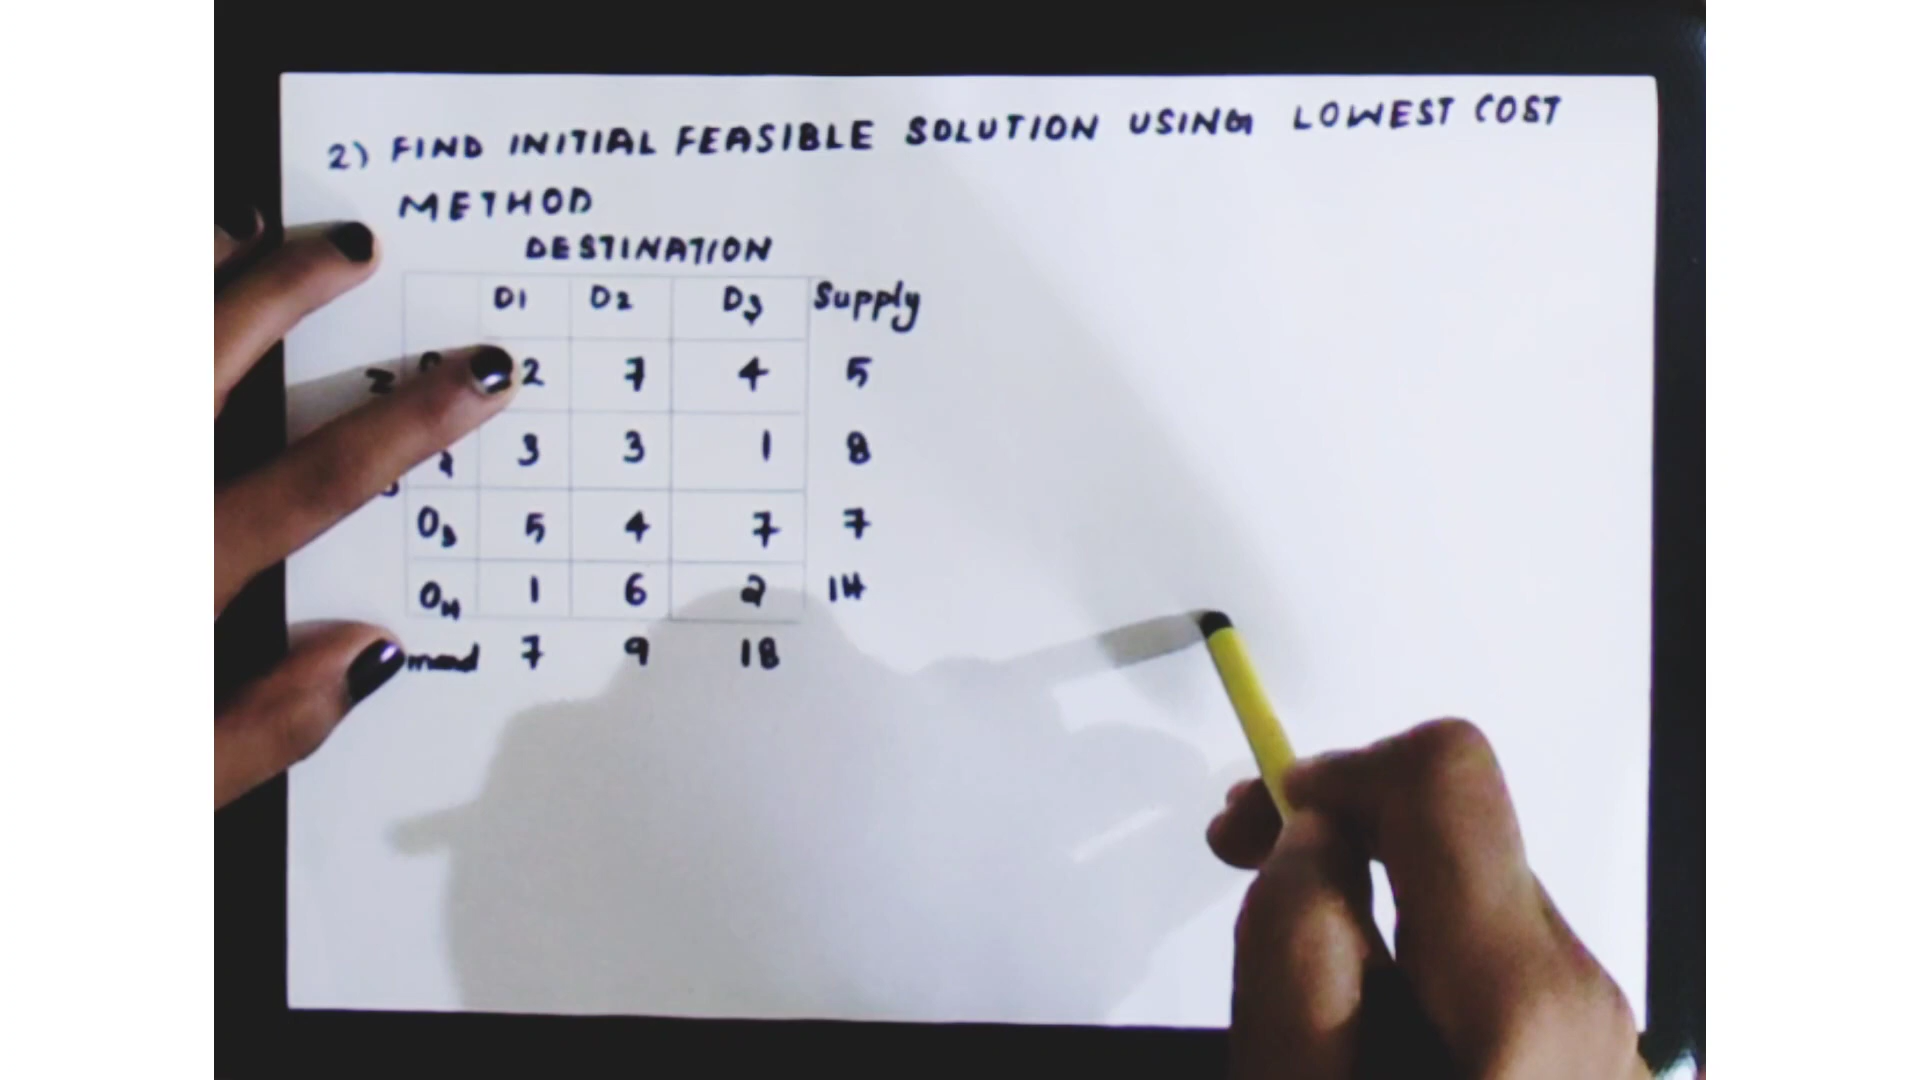 2) FIND INITIAL FEASIBLE SOLUTION USING LOWEST COST
METHOD
DESTINATION
D1 D2 D3 Supply
2 7 4 5
3 3 1 8
O3 5 4 7 7
O4 1 6 2 14
7 9 18